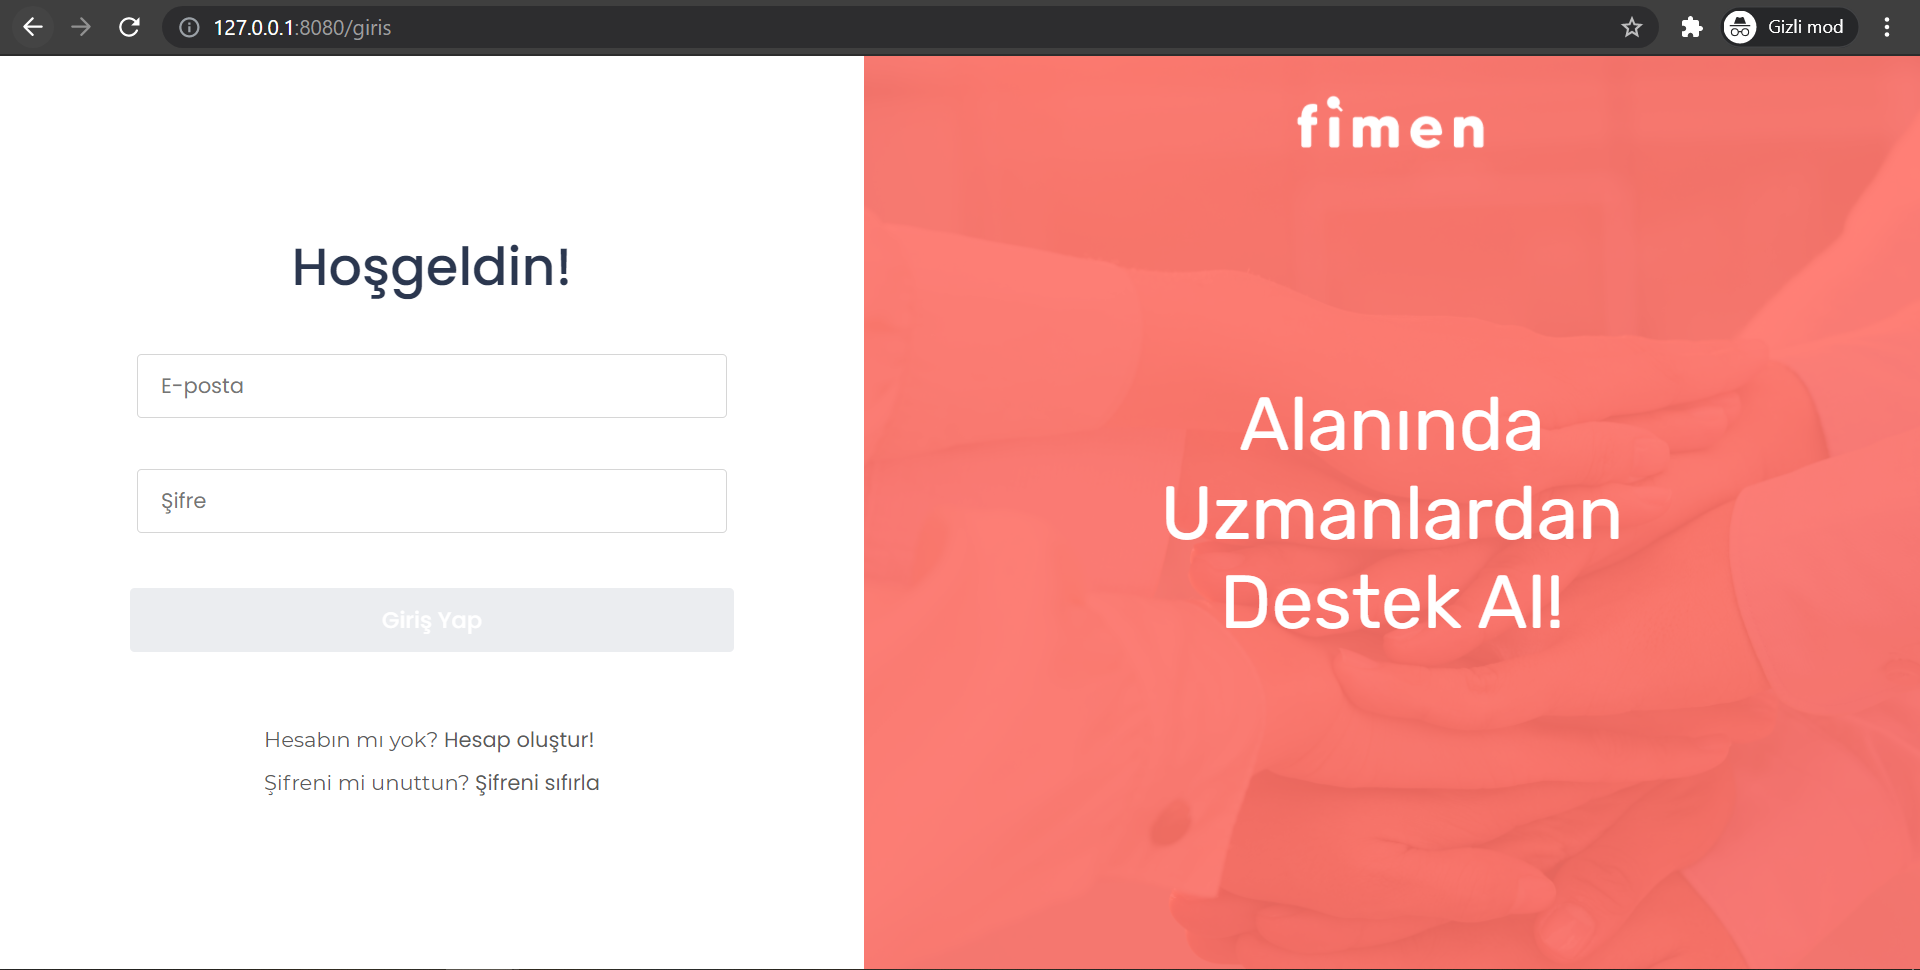 127.0.0.1:8080/giris
Gizli mod
Hoşgeldin!
E-posta
Şifre
Giriş Yap
Hesabın mı yok? Hesap oluştur!
Şifreni mi unuttun? Şifreni sıfırla
fimen
Alanında
Uzmanlardan
Destek Al!